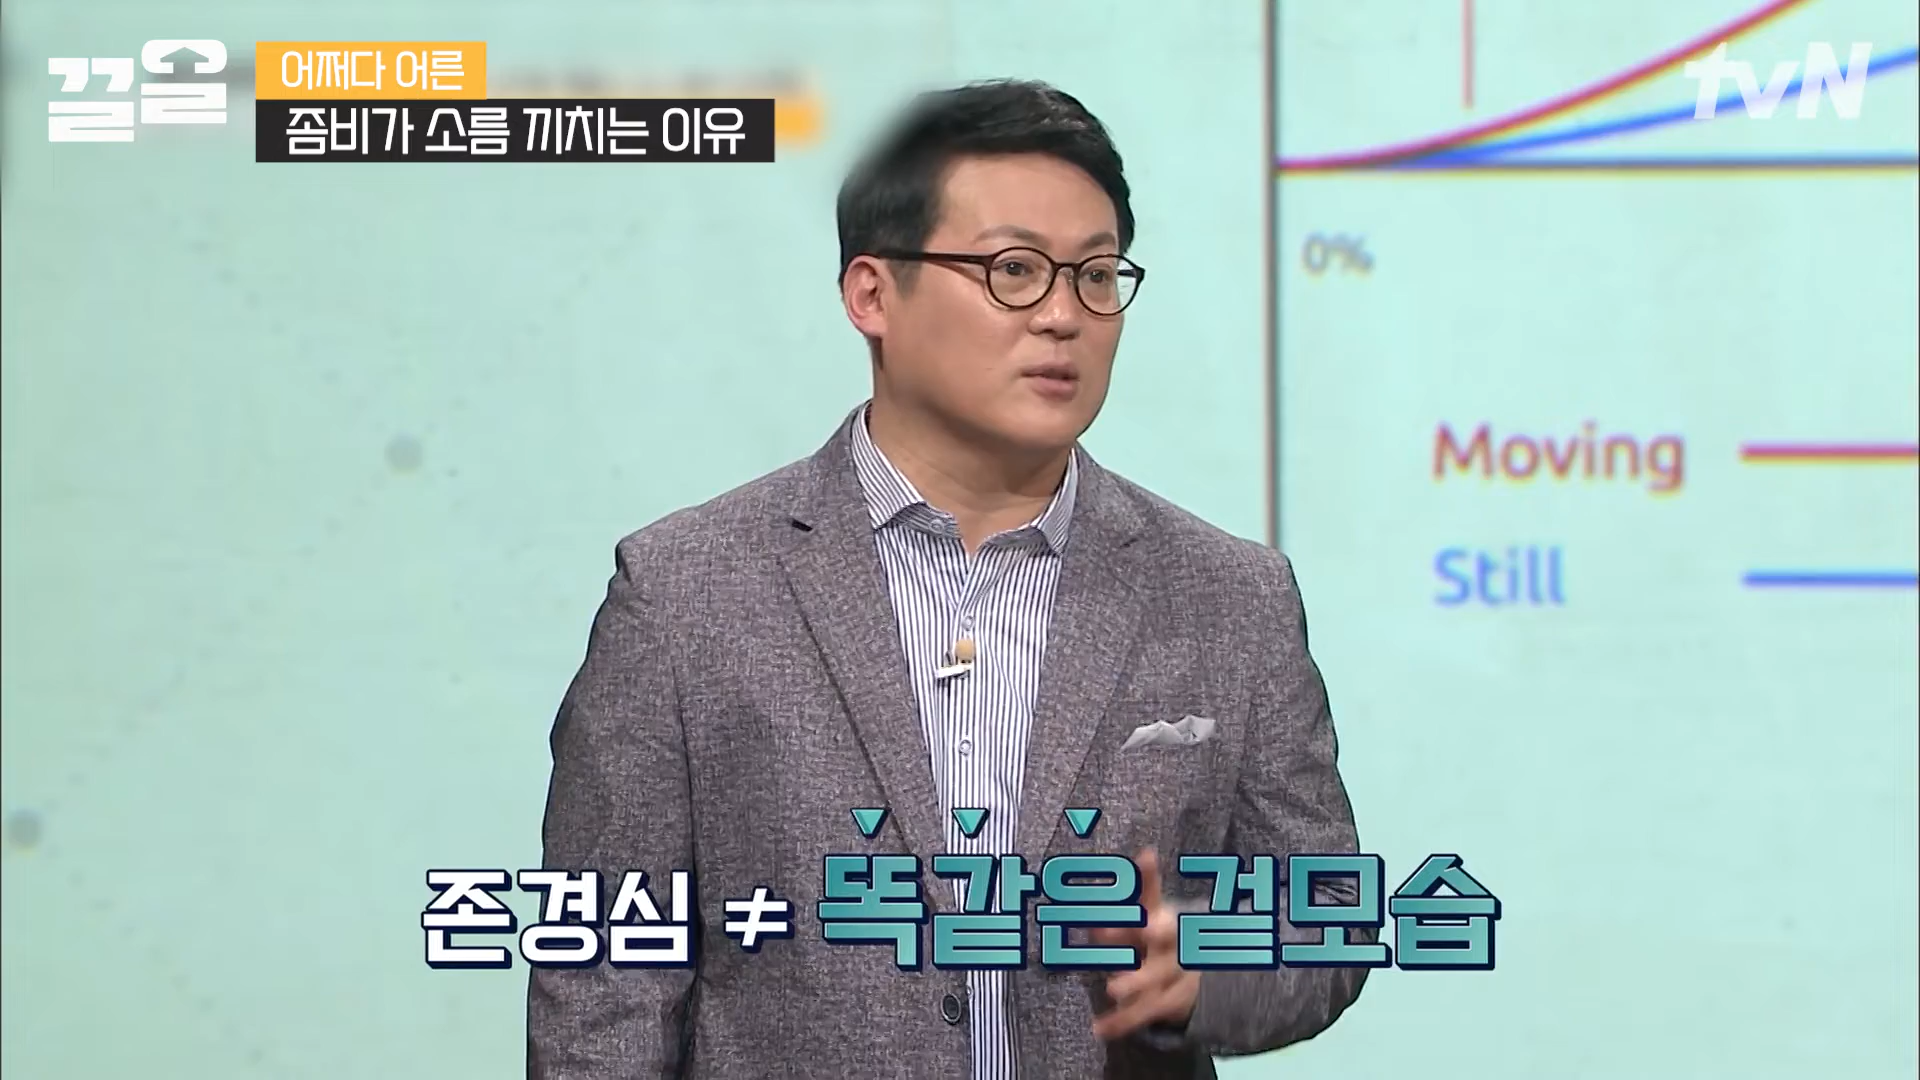 끌올
어쩌다 어른
좀비가 소름 끼치는 이유
tvN
0%
Moving
Still
존경심 ≠ 똑같은 겉모습